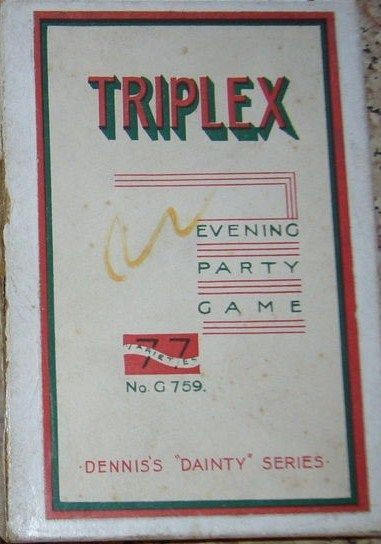 TRIPLEX
EVENING
PARTY
GAME
77
VARIETIES
No. G 759.
·DENNIS'S "DAINTY" SERIES·